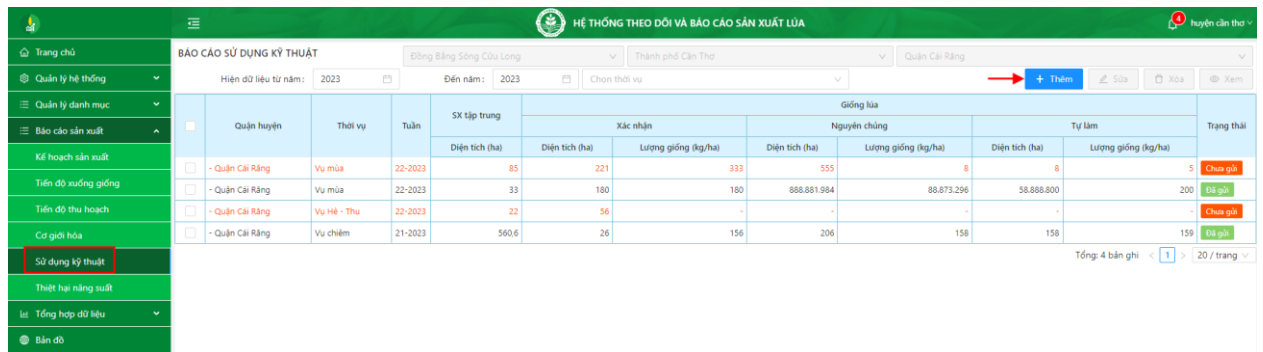 HỆ THỐNG THEO DÕI VÀ BÁO CÁO SẢN XUẤT LÚA
4
huyện cần thơ
Trang chủ
Quản lý hệ thống
Quản lý danh mục
Báo cáo sản xuất
Kế hoạch sản xuất
Tiến độ xuống giống
Tiến độ thu hoạch
Cơ giới hóa
Sử dụng kỹ thuật
Thiệt hại năng suất
Tổng hợp dữ liệu
Bản đồ
BÁO CÁO SỬ DỤNG KỸ THUẬT
Đồng Bằng Sông Cửu Long
Thành phố Cần Thơ
Quận Cái Răng
Hiện dữ liệu từ năm: 2023 Đến năm: 2023 Chọn thời vụ
+ Thêm Sửa Xóa Xem
Quận huyện Thời vụ Tuần SX tập trung Giống lúa Trạng thái
Xác nhận Nguyên chủng Tự làm
Diện tích (ha) Diện tích (ha) Lượng giống (kg/ha) Diện tích (ha) Lượng giống (kg/ha) Diện tích (ha) Lượng giống (kg/ha)
- Quận Cái Răng Vụ mùa 22-2023 85 221 333 555 8 8 5 Chưa gửi
- Quận Cái Răng Vụ mùa 22-2023 33 180 180 888.881.984 88.873.296 58.888.800 200 Đã gửi
- Quận Cái Răng Vụ Hè - Thu 22-2023 22 56 - - - - - Chưa gửi
- Quận Cái Răng Vụ chiêm 21-2023 560,6 26 156 206 158 158 159 Đã gửi
Tổng: 4 bản ghi < 1 > 20 / trang